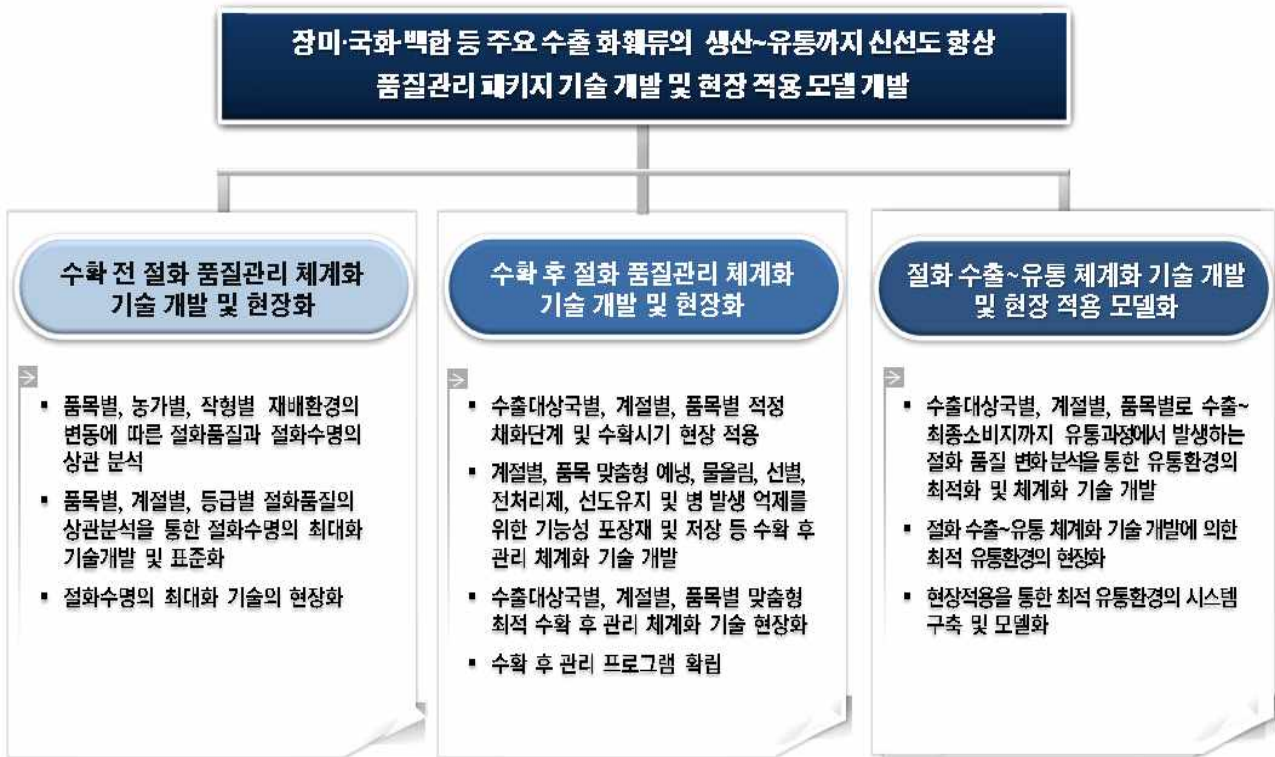 장미·국화·백합 등 주요 수출 화훼류의 생산~유통까지 신선도 향상
품질관리 패키지 기술 개발 및 현장 적용 모델 개발
수확 전 절화 품질관리 체계화
기술 개발 및 현장화
▪ 품목별, 농가별, 작형별 재배환경의
변동에 따른 절화품질과 절화수명의
상관 분석
▪ 품목별, 계절별, 등급별 절화품질의
상관분석을 통한 절화수명의 최대화
기술개발 및 표준화
▪ 절화수명의 최대화 기술의 현장화
수확 후 절화 품질관리 체계화
기술 개발 및 현장화
▪ 수출대상국별, 계절별, 품목별 적정
채화단계 및 수확시기 현장 적용
▪ 계절별, 품목 맞춤형 예냉, 물올림, 선별,
전처리제, 선도유지 및 병 발생 억제를
위한 기능성 포장재 및 저장 등 수확 후
관리 체계화 기술 개발
▪ 수출대상국별, 계절별, 품목별 맞춤형
최적 수확 후 관리 체계화 기술 현장화
▪ 수확 후 관리 프로그램 확립
절화 수출~유통 체계화 기술 개발
및 현장 적용 모델화
▪ 수출대상국별, 계절별, 품목별로 수출~
최종소비지까지 유통과정에서 발생하는
절화 품질 변화 분석을 통한 유통환경의
최적화 및 체계화 기술 개발
▪ 절화 수출~유통 체계화 기술 개발에 의한
최적 유통환경의 현장화
▪ 현장적용을 통한 최적 유통환경의 시스템
구축 및 모델화